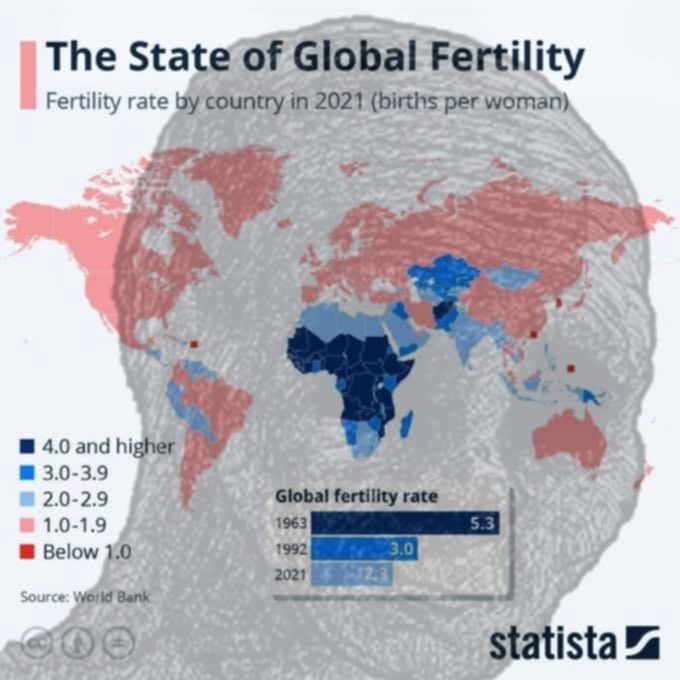 The State of Global Fertility
Fertility rate by country in 2021 (births per woman)
4.0 and higher
3.0-3.9
2.0-2.9
1.0-1.9
Below 1.0
Global fertility rate
1963 5.3
1992 3.0
2021 2.3
Source: World Bank
statista